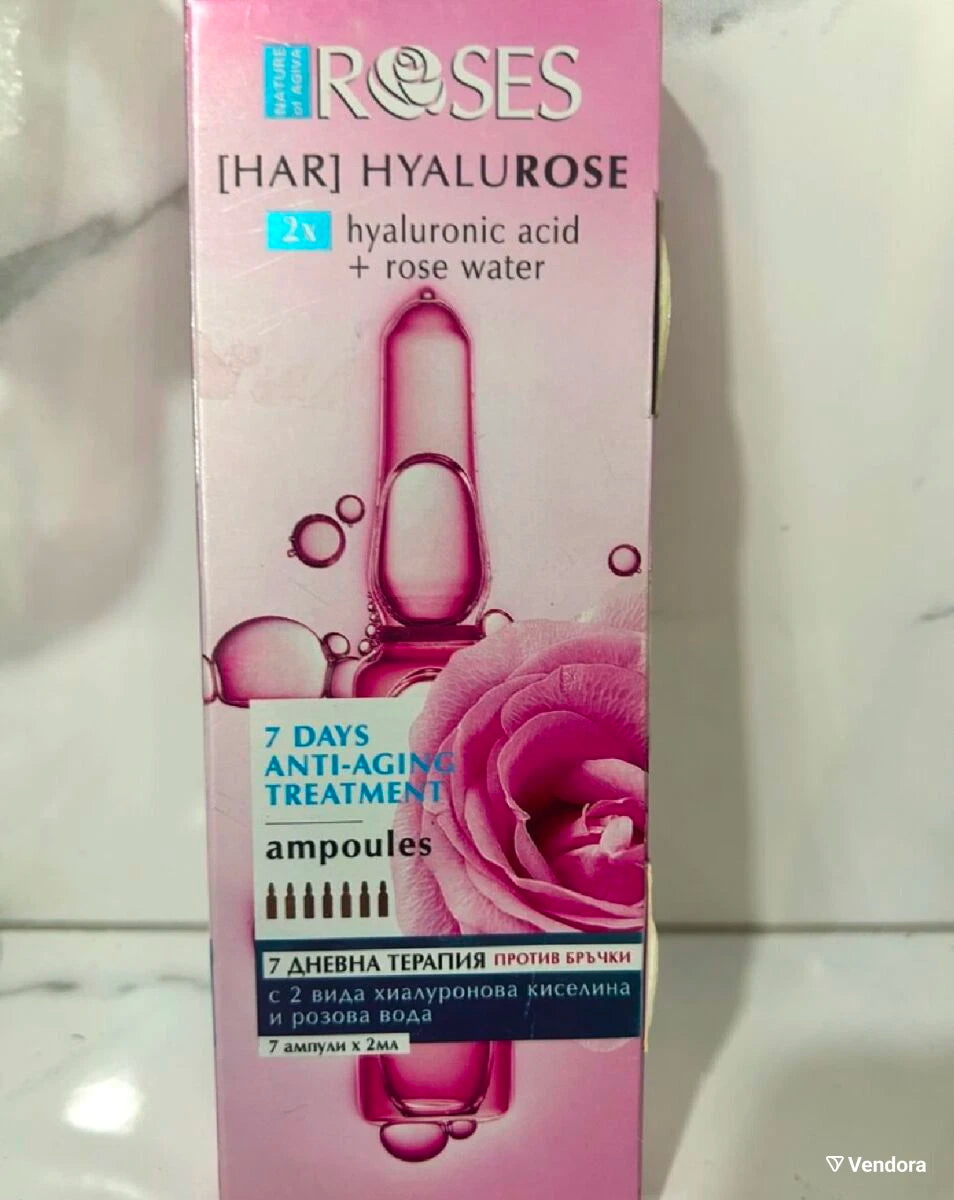 NATURE
of AGIVA
ROSES
[HAR] HYALUROSE
2x hyaluronic acid
+ rose water
7 DAYS
ANTI-AGING
TREATMENT
ampoules
7 ДНЕВНА ТЕРАПИЯ ПРОТИВ БРЪЧКИ
с 2 вида хиалуронова киселина
и розова вода
7 ампули x 2мл
Vendora